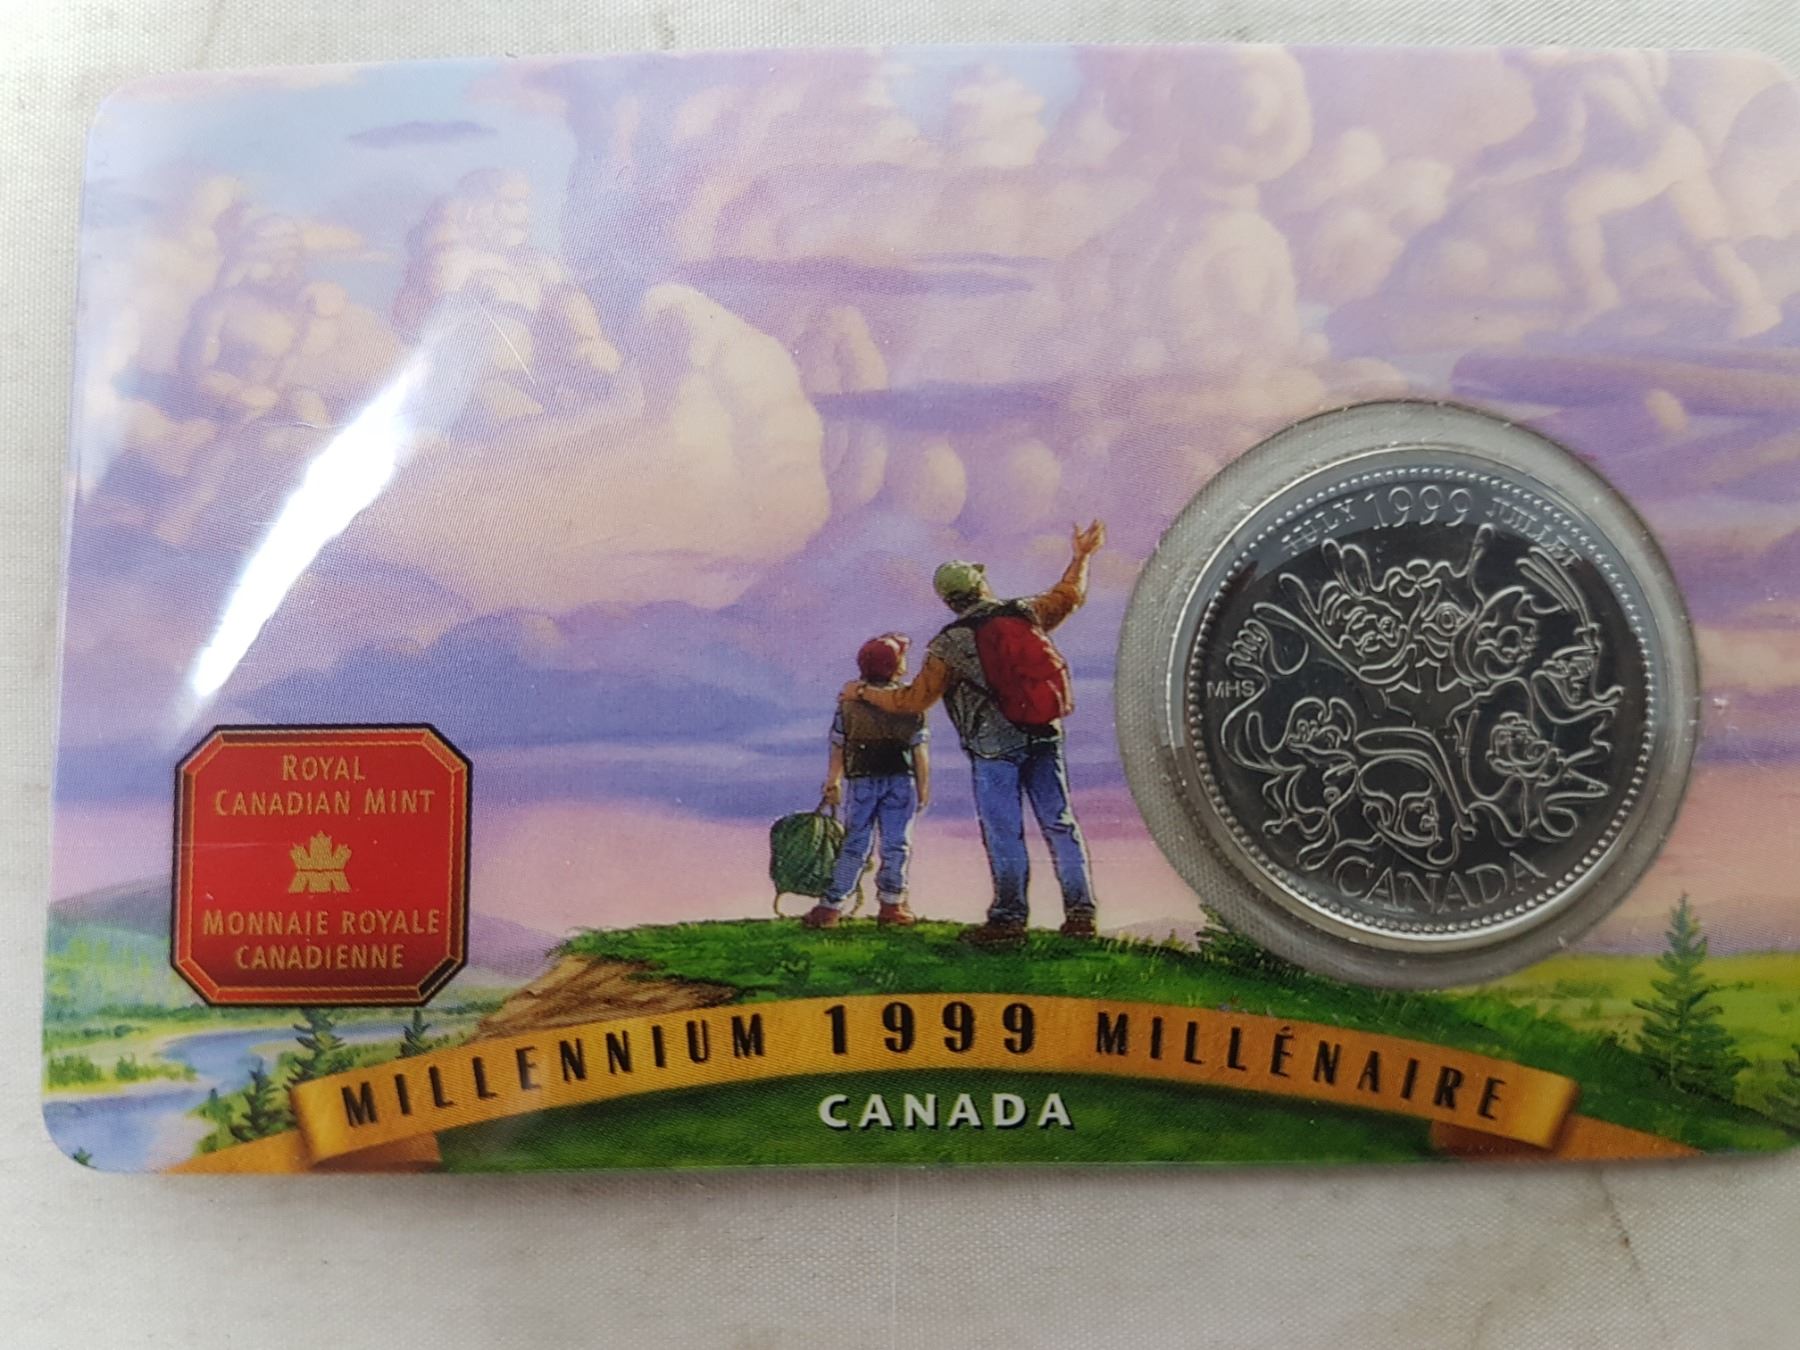 JULY 1999 JUILLET
MHS
CANADA
ROYAL
CANADIAN MINT
MONNAIE ROYALE
CANADIENNE
MILLENNIUM 1999 MILLÉNAIRE
CANADA